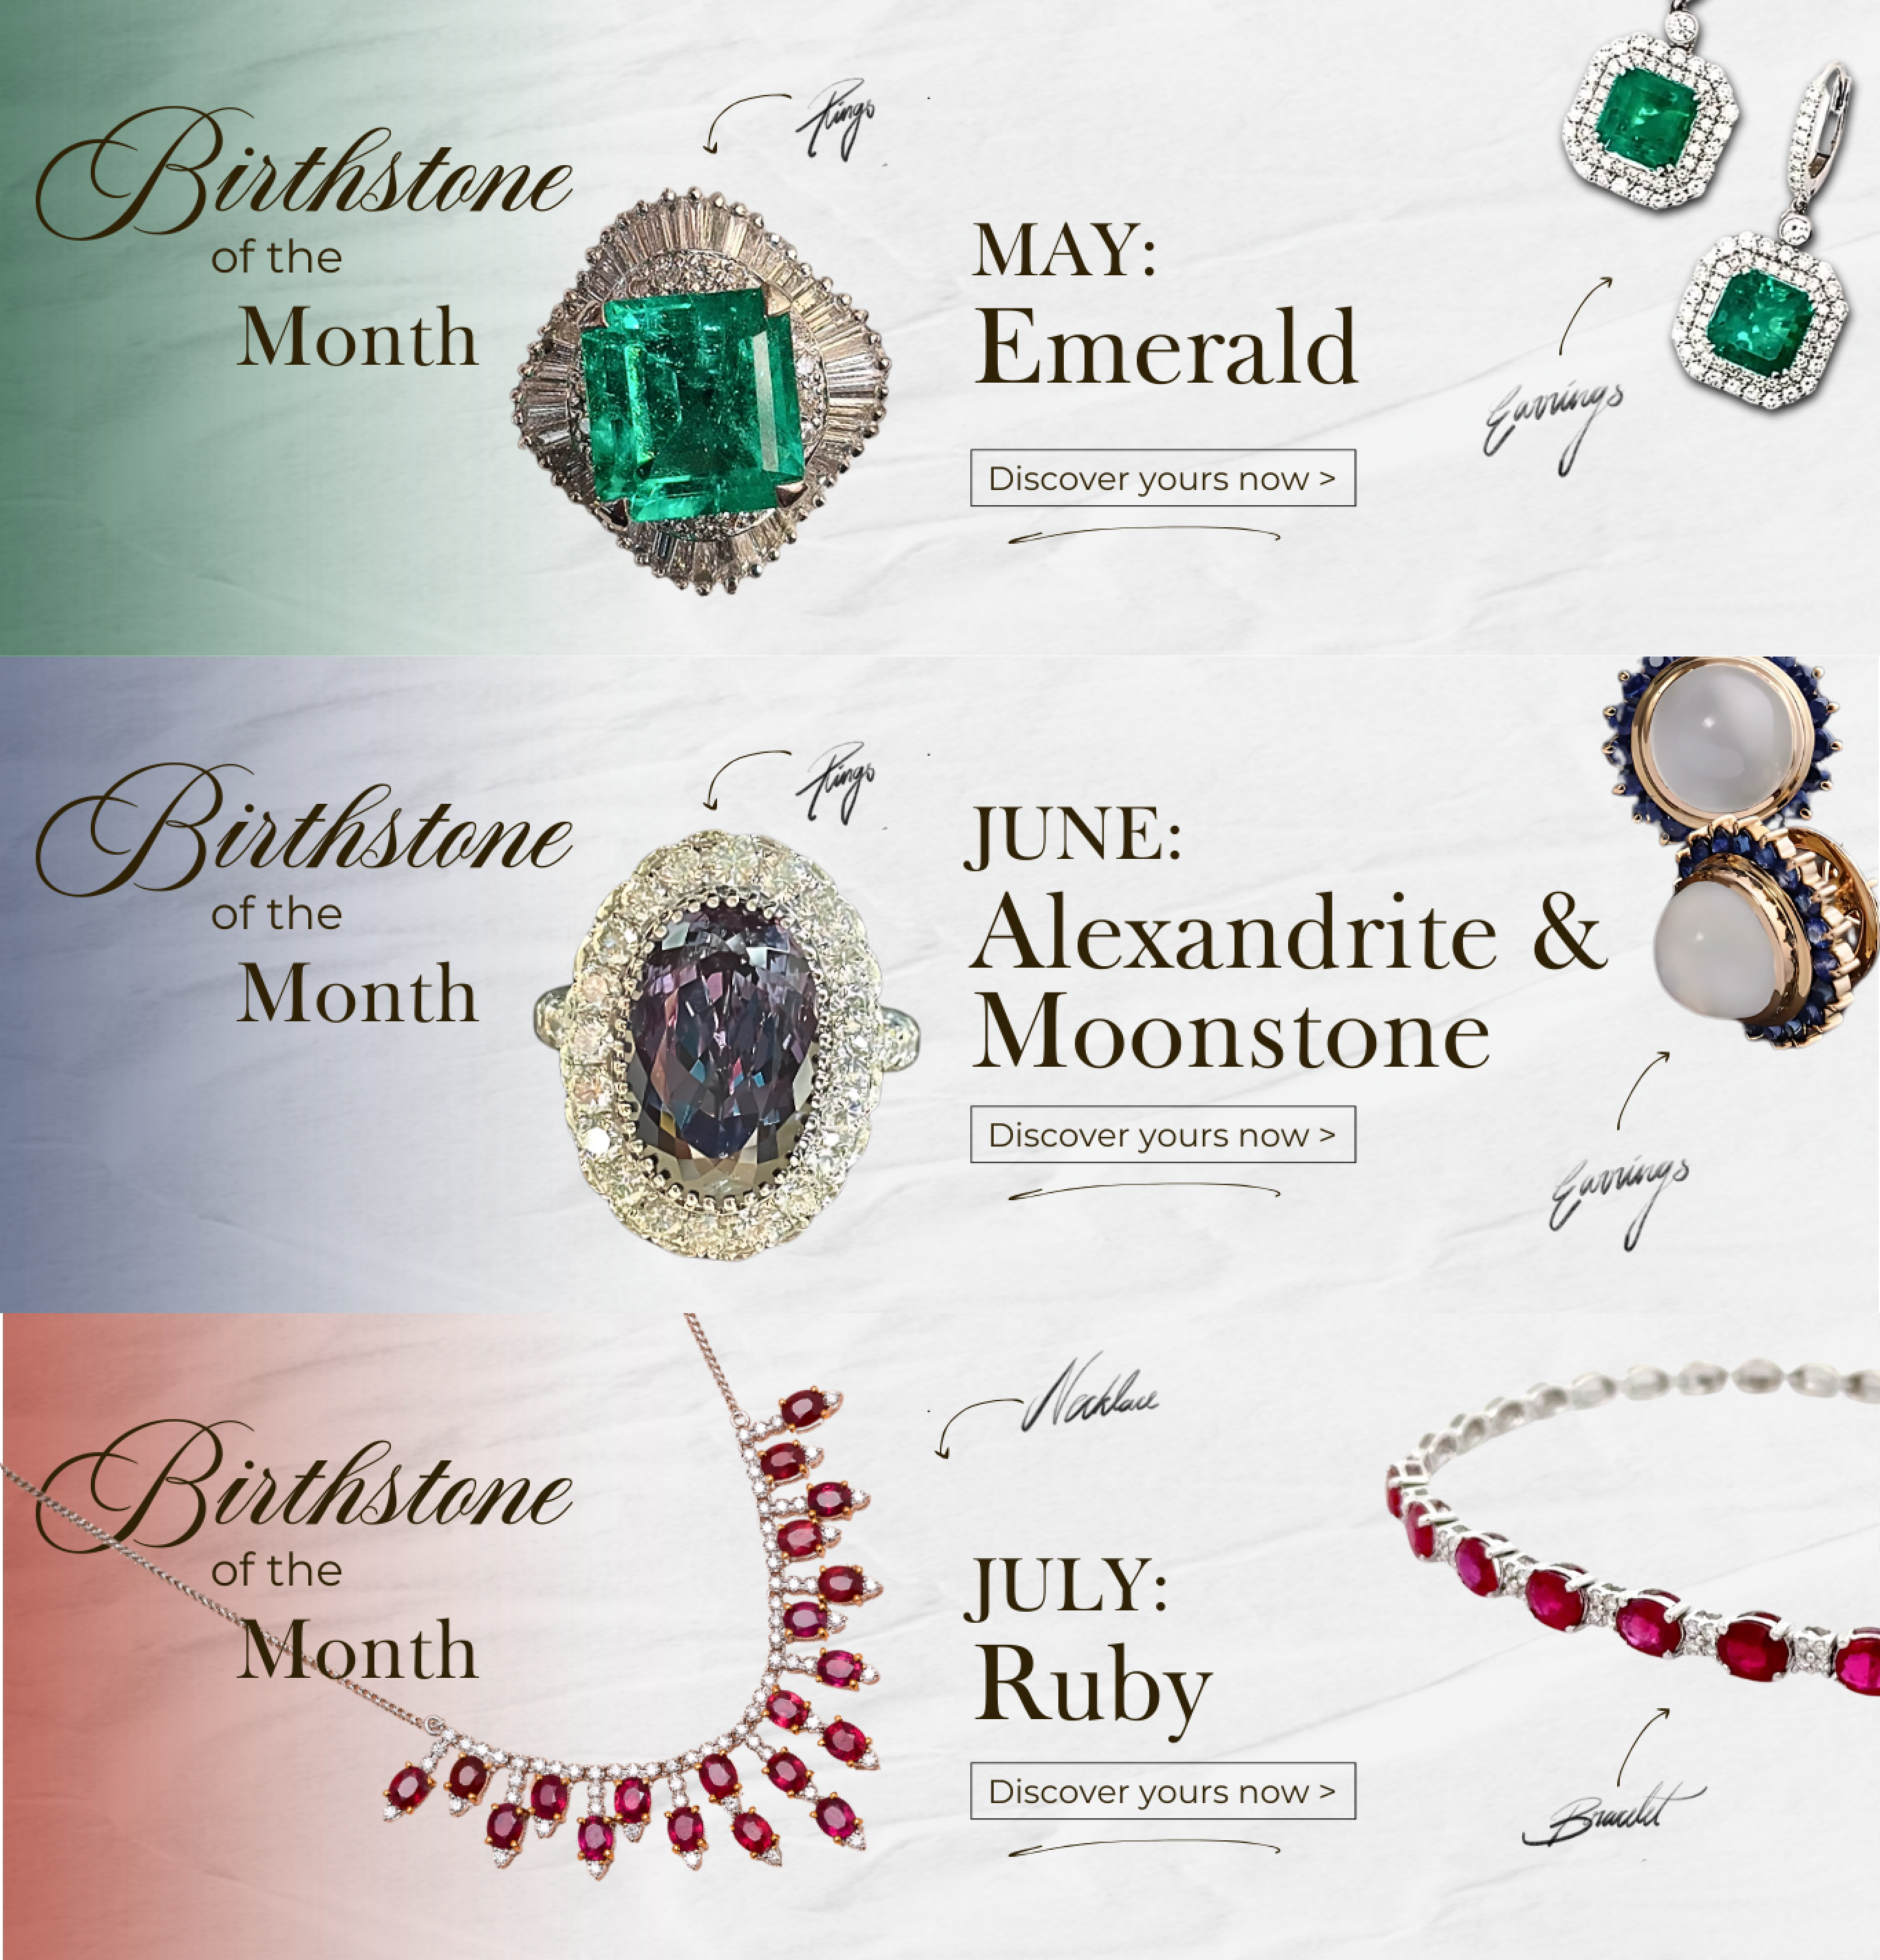 Birthstone
of the
Month
Rings
MAY:
Emerald
Discover yours now >
Earrings
Birthstone
of the
Month
Rings
JUNE:
Alexandrite &
Moonstone
Discover yours now >
Earrings
Birthstone
of the
Month
Necklace
JULY:
Ruby
Discover yours now >
Bracelet